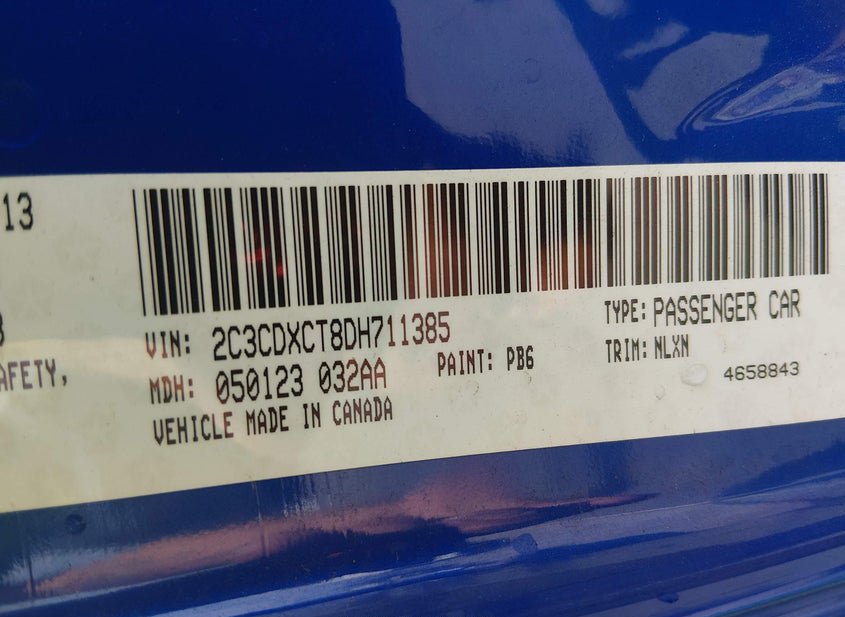 13
VIN: 2C3CDXCT8DH711385 TYPE: PASSENGER CAR
MDH: 050123 032AA PAINT: PB6 TRIM: NLXN
AFETY,
VEHICLE MADE IN CANADA 4658843